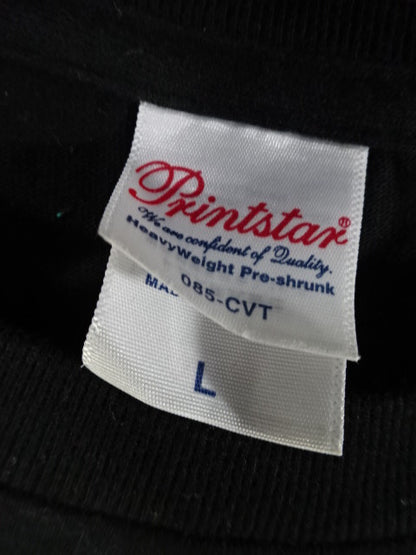 Printstar®
We are confident of Quality.
HeavyWeight Pre-shrunk
085-CVT
L